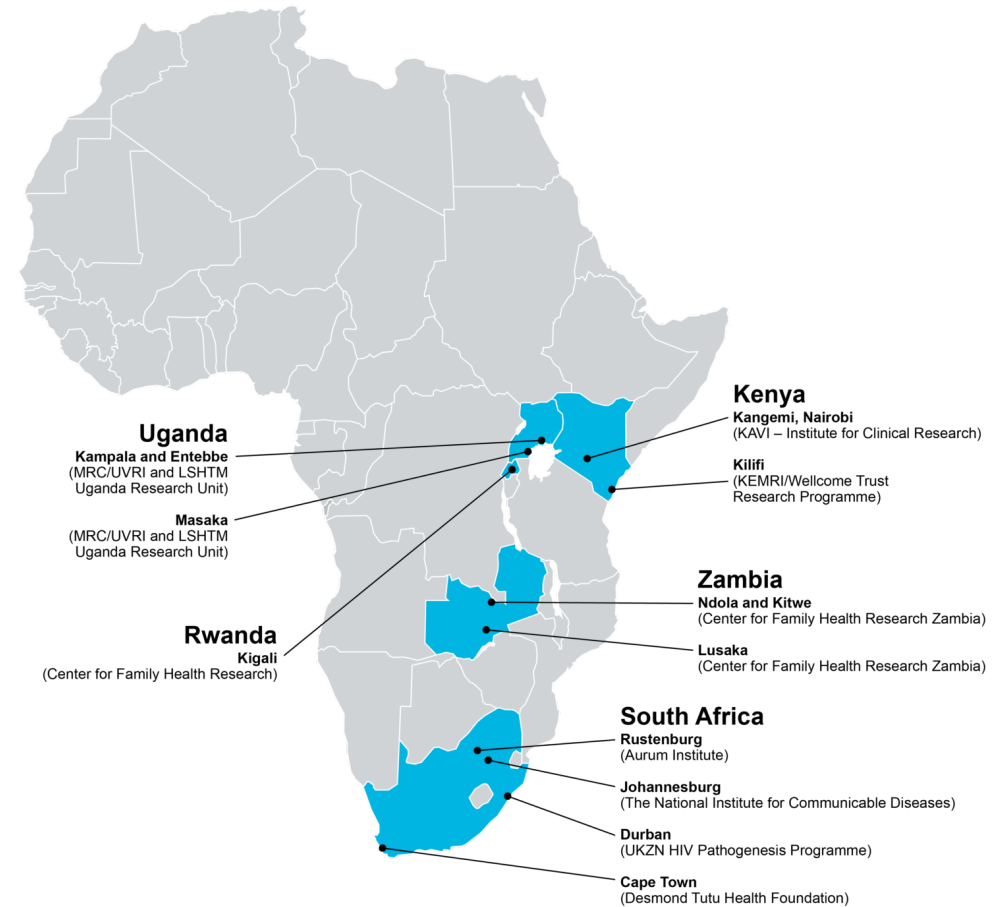 Kenya
Kangemi, Nairobi
(KAVI – Institute for Clinical Research)
Kilifi
(KEMRI/Wellcome Trust
Research Programme)
Uganda
Kampala and Entebbe
(MRC/UVRI and LSHTM
Uganda Research Unit)
Masaka
(MRC/UVRI and LSHTM
Uganda Research Unit)
Rwanda
Kigali
(Center for Family Health Research)
Zambia
Ndola and Kitwe
(Center for Family Health Research Zambia)
Lusaka
(Center for Family Health Research Zambia)
South Africa
Rustenburg
(Aurum Institute)
Johannesburg
(The National Institute for Communicable Diseases)
Durban
(UKZN HIV Pathogenesis Programme)
Cape Town
(Desmond Tutu Health Foundation)